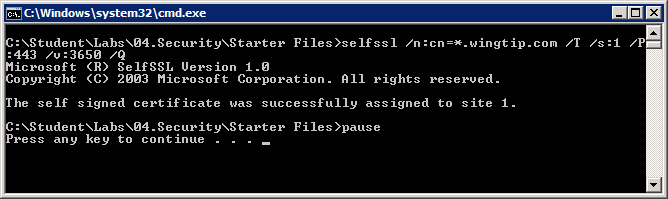 C:\Windows\system32\cmd.exe
C:\Student\Labs\04.Security\Starter Files>selfssl /n:cn=*.wingtip.com /T /s:1 /P
:443 /v:3650 /Q
Microsoft (R) SelfSSL Version 1.0
Copyright (C) 2003 Microsoft Corporation. All rights reserved.
The self signed certificate was successfully assigned to site 1.
C:\Student\Labs\04.Security\Starter Files>pause
Press any key to continue . . .